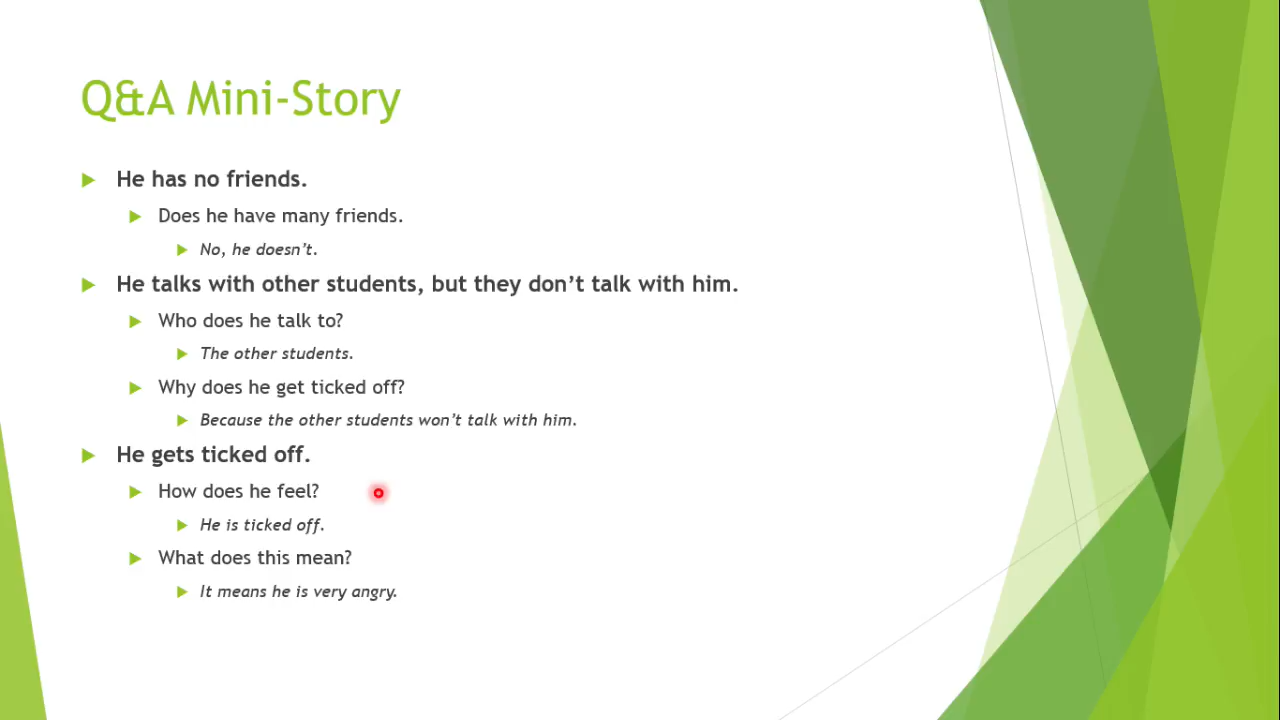 Q&A Mini-Story
He has no friends.
Does he have many friends.
No, he doesn't.
He talks with other students, but they don't talk with him.
Who does he talk to?
The other students.
Why does he get ticked off?
Because the other students won't talk with him.
He gets ticked off.
How does he feel?
He is ticked off.
What does this mean?
It means he is very angry.